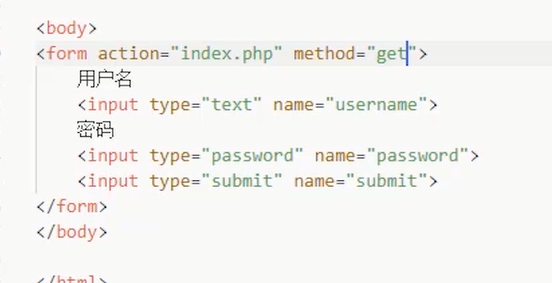 <body>
<form action="index.php" method="get">
用户名
<input type="text" name="username">
密码
<input type="password" name="password">
<input type="submit" name="submit">
</form>
</body>
</html>